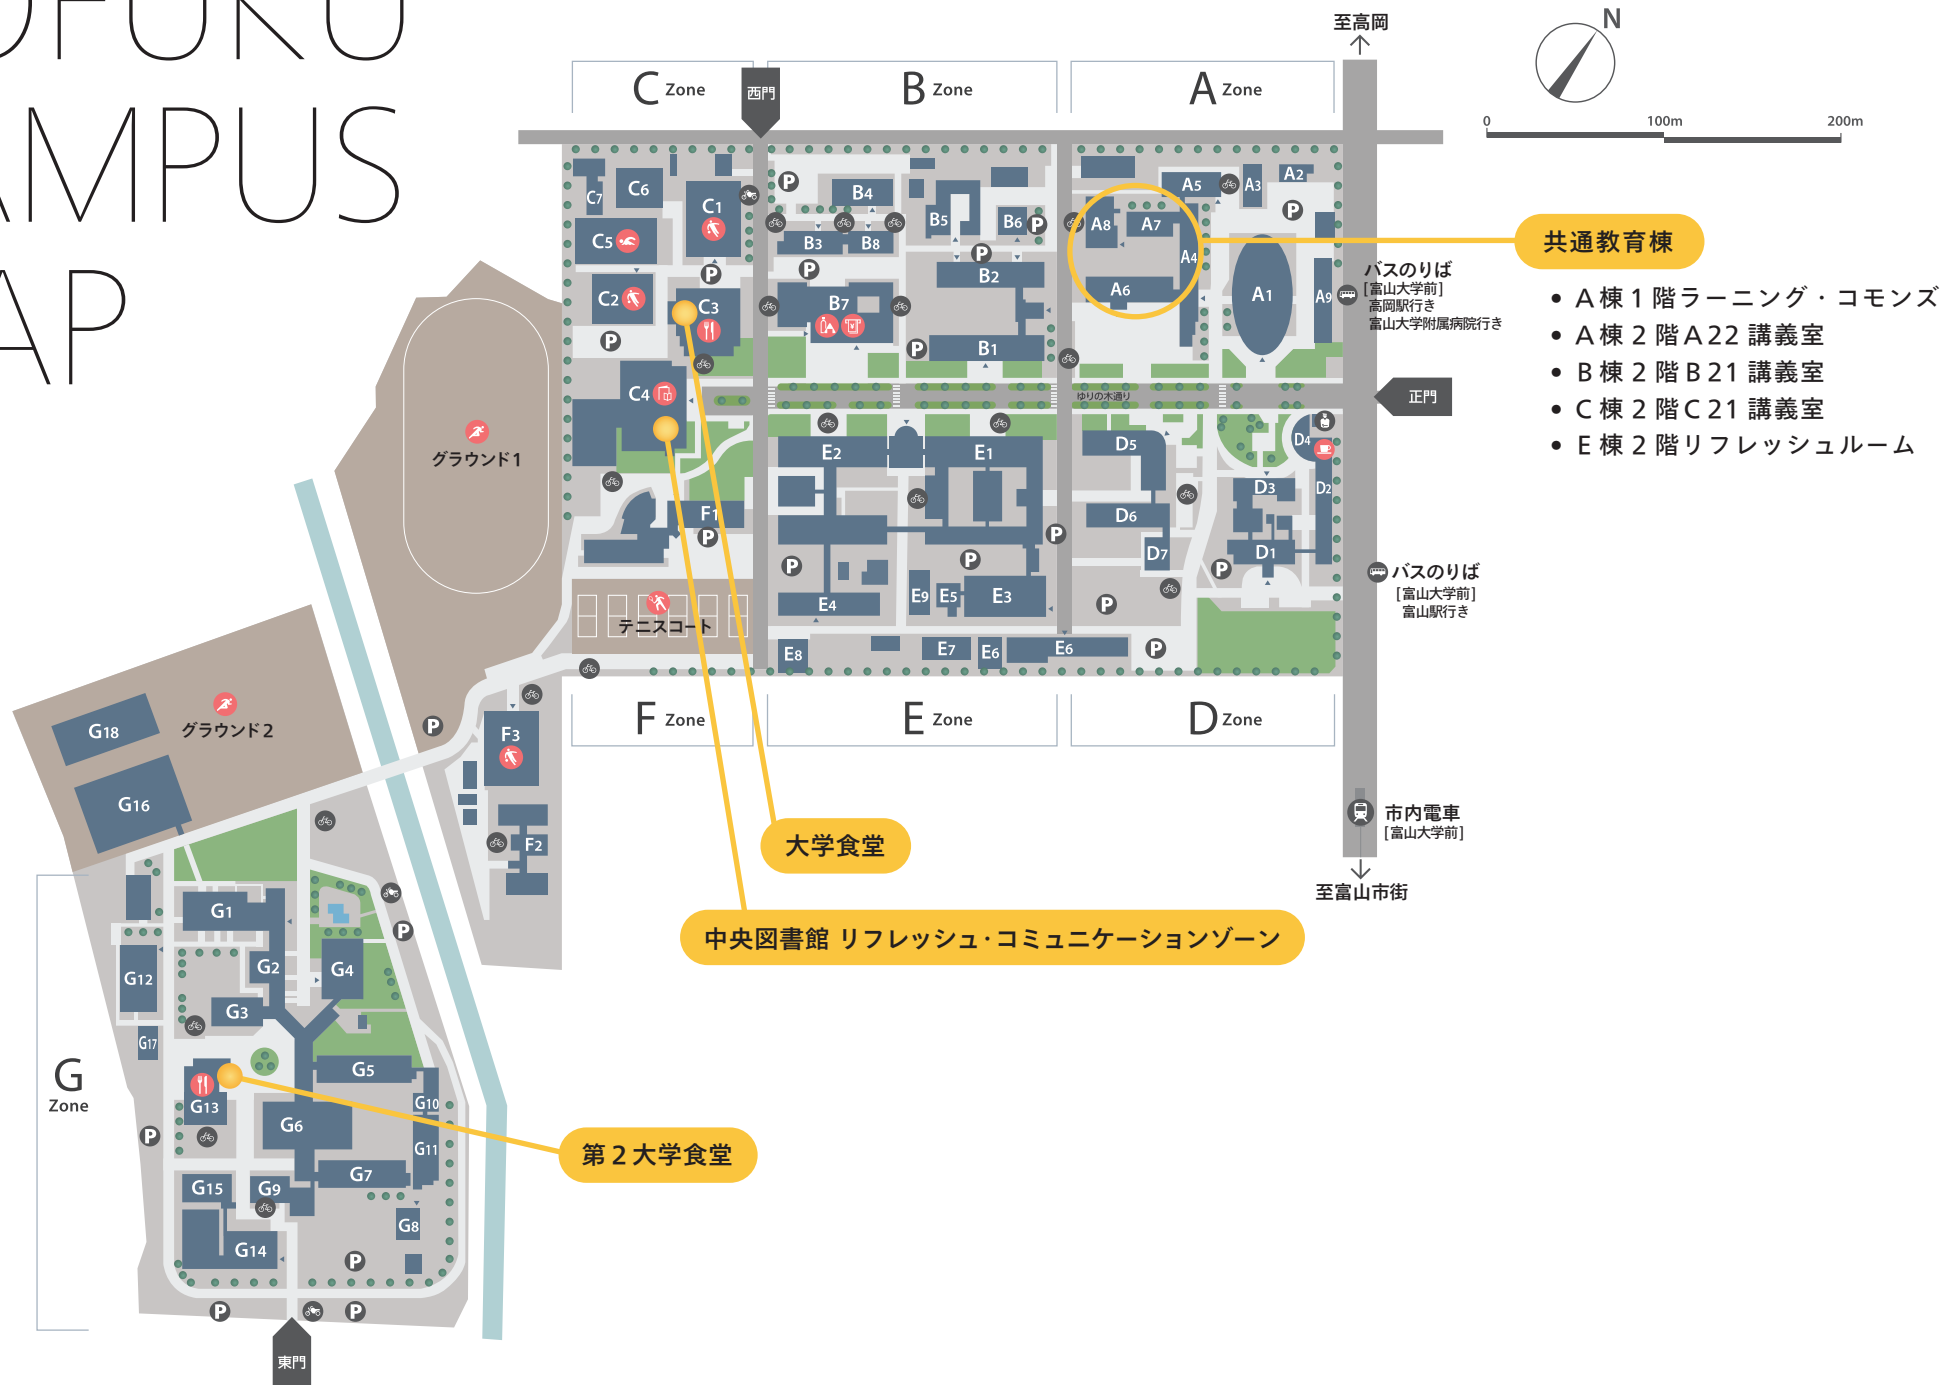 OFUKU
AMPUS
AP
至高岡
N
0 100m 200m
C Zone
B Zone
A Zone
西門
C7
C6
C1
C5
C2
C3
C4
B4
B3
B8
B5
B6
B2
B7
B1
A5
A3
A2
A8
A7
A4
A6
A1
A9
P
共通教育棟
• A棟1階ラーニング・コモンズ
• A棟2階A22講義室
• B棟2階B21講義室
• C棟2階C21講義室
• E棟2階リフレッシュルーム
バスのりば
[富山大学前]
高岡駅行き
富山大学附属病院行き
ゆりの木通り
正門
グラウンド1
F1
E2
E1
D5
D4
D3
D2
D6
D7
D1
E4
E9
E5
E3
E8
E7
E6
E6
バスのりば
[富山大学前]
富山駅行き
テニスコート
F Zone
E Zone
D Zone
グラウンド2
G18
G16
F3
F2
市内電車
[富山大学前]
至富山市街
大学食堂
中央図書館 リフレッシュ・コミュニケーションゾーン
G Zone
G1
G2
G12
G4
G3
G17
G5
G13
G10
G6
G11
G7
G15
G9
G8
G14
第2大学食堂
東門